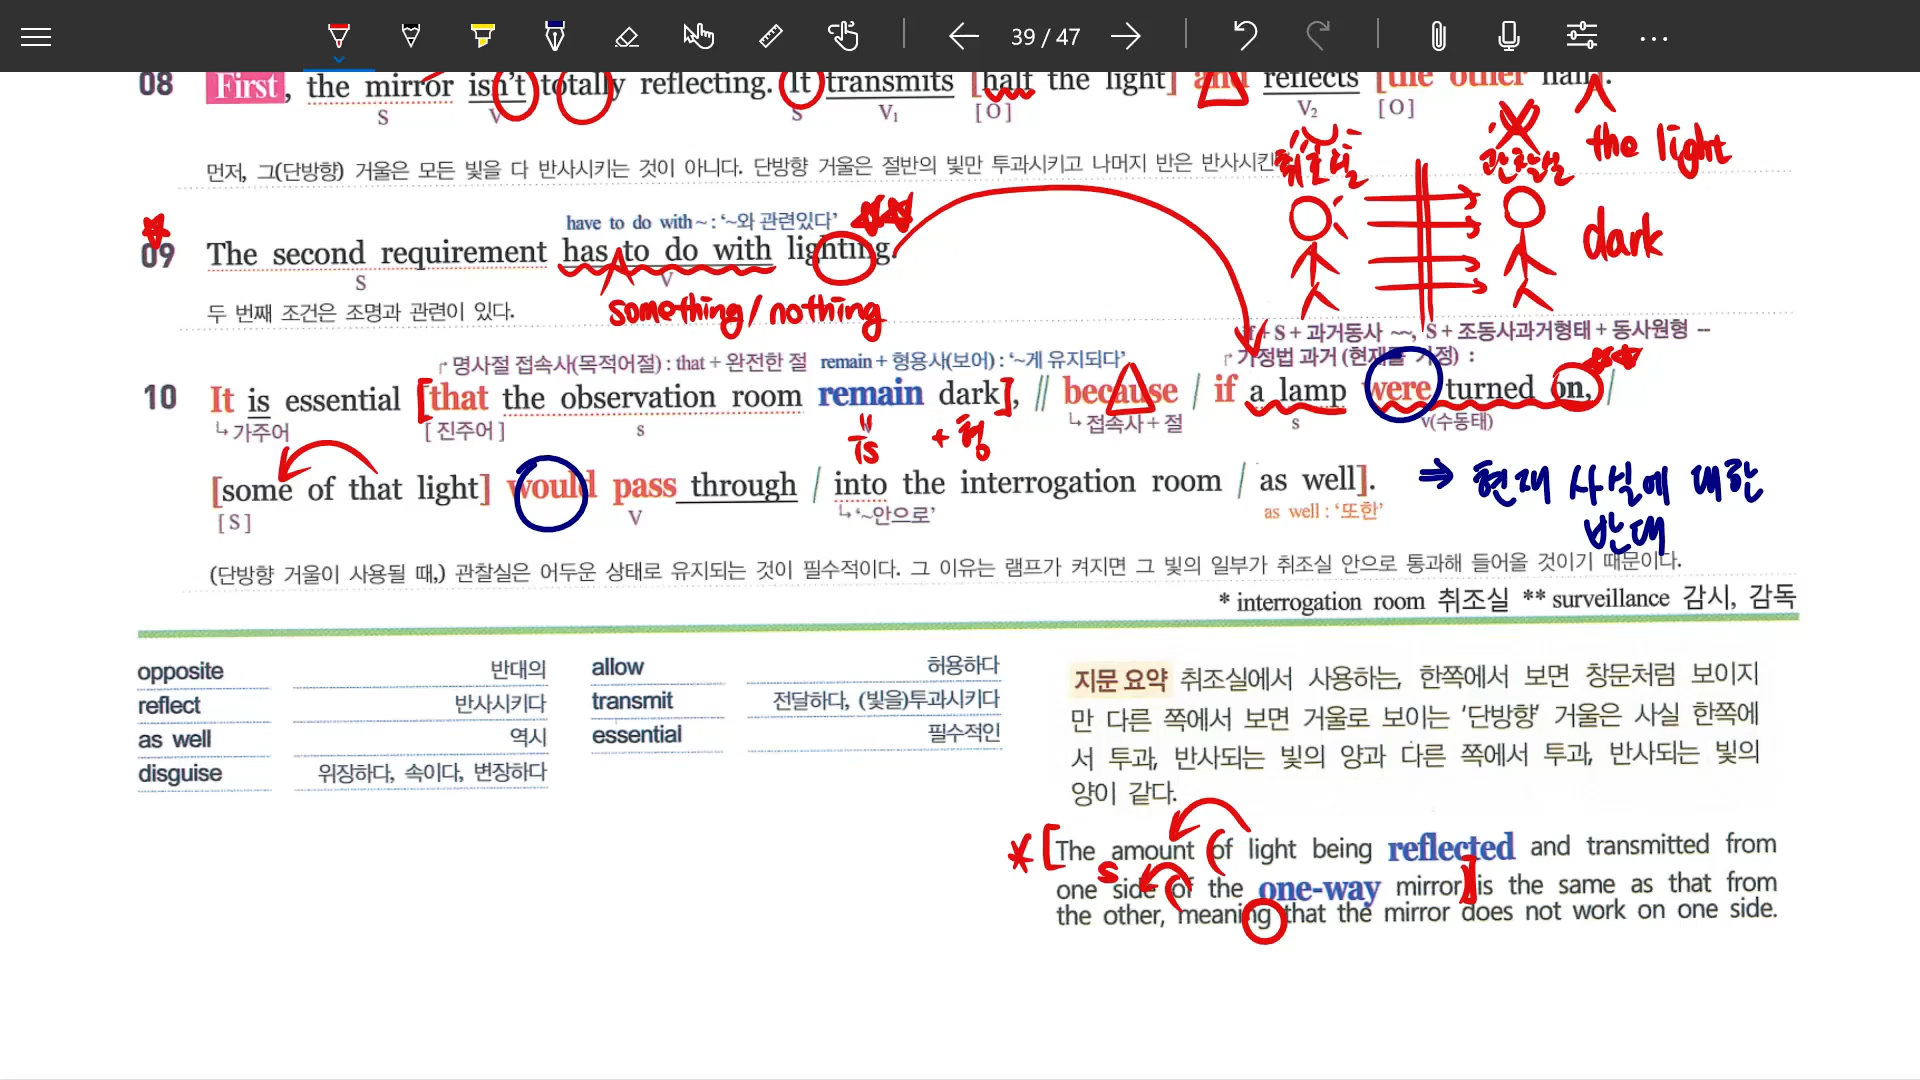 39 / 47
08 First, the mirror isn't totally reflecting. It transmits [half the light] and reflects [the other half].
S V S V₁ [ O ] V₂ [ O ]
취조실 관찰실 the light
먼저, 그(단방향) 거울은 모든 빛을 다 반사시키는 것이 아니다. 단방향 거울은 절반의 빛만 투과시키고 나머지 반은 반사시킨
have to do with ~ : '~와 관련있다'
09 The second requirement has to do with lighting. dark
S V
something / nothing
두 번째 조건은 조명과 관련이 있다.
if + S + 과거동사 ~~, S + 조동사과거형태 + 동사원형 ~
명사절 접속사(목적어절) : that + 완전한 절 remain + 형용사(보어) : '~게 유지되다' 가정법 과거 (현재를 가정) :
10 It is essential [that the observation room remain dark], // because / if a lamp were turned on, /
가주어 [ 진주어 ] s is + 형 접속사 + 절 s v(수동태)
[some of that light] would pass through / into the interrogation room / as well]. ⇒ 현재 사실에 대한
[ S ] V '~안으로' as well : '또한' 반대
(단방향 거울이 사용될 때,) 관찰실은 어두운 상태로 유지되는 것이 필수적이다. 그 이유는 램프가 켜지면 그 빛의 일부가 취조실 안으로 통과해 들어올 것이기 때문이다.
* interrogation room 취조실 ** surveillance 감시, 감독
opposite 반대의 allow 허용하다
reflect 반사시키다 transmit 전달하다, (빛을)투과시키다
as well 역시 essential 필수적인
disguise 위장하다, 속이다, 변장하다
지문 요약 취조실에서 사용하는, 한쪽에서 보면 창문처럼 보이지
만 다른 쪽에서 보면 거울로 보이는 '단방향' 거울은 사실 한쪽에
서 투과, 반사되는 빛의 양과 다른 쪽에서 투과, 반사되는 빛의
양이 같다.
* [The amount (of light being reflected and transmitted from
S
one side (of the one-way mirror] is the same as that from
the other, meaning that the mirror does not work on one side.